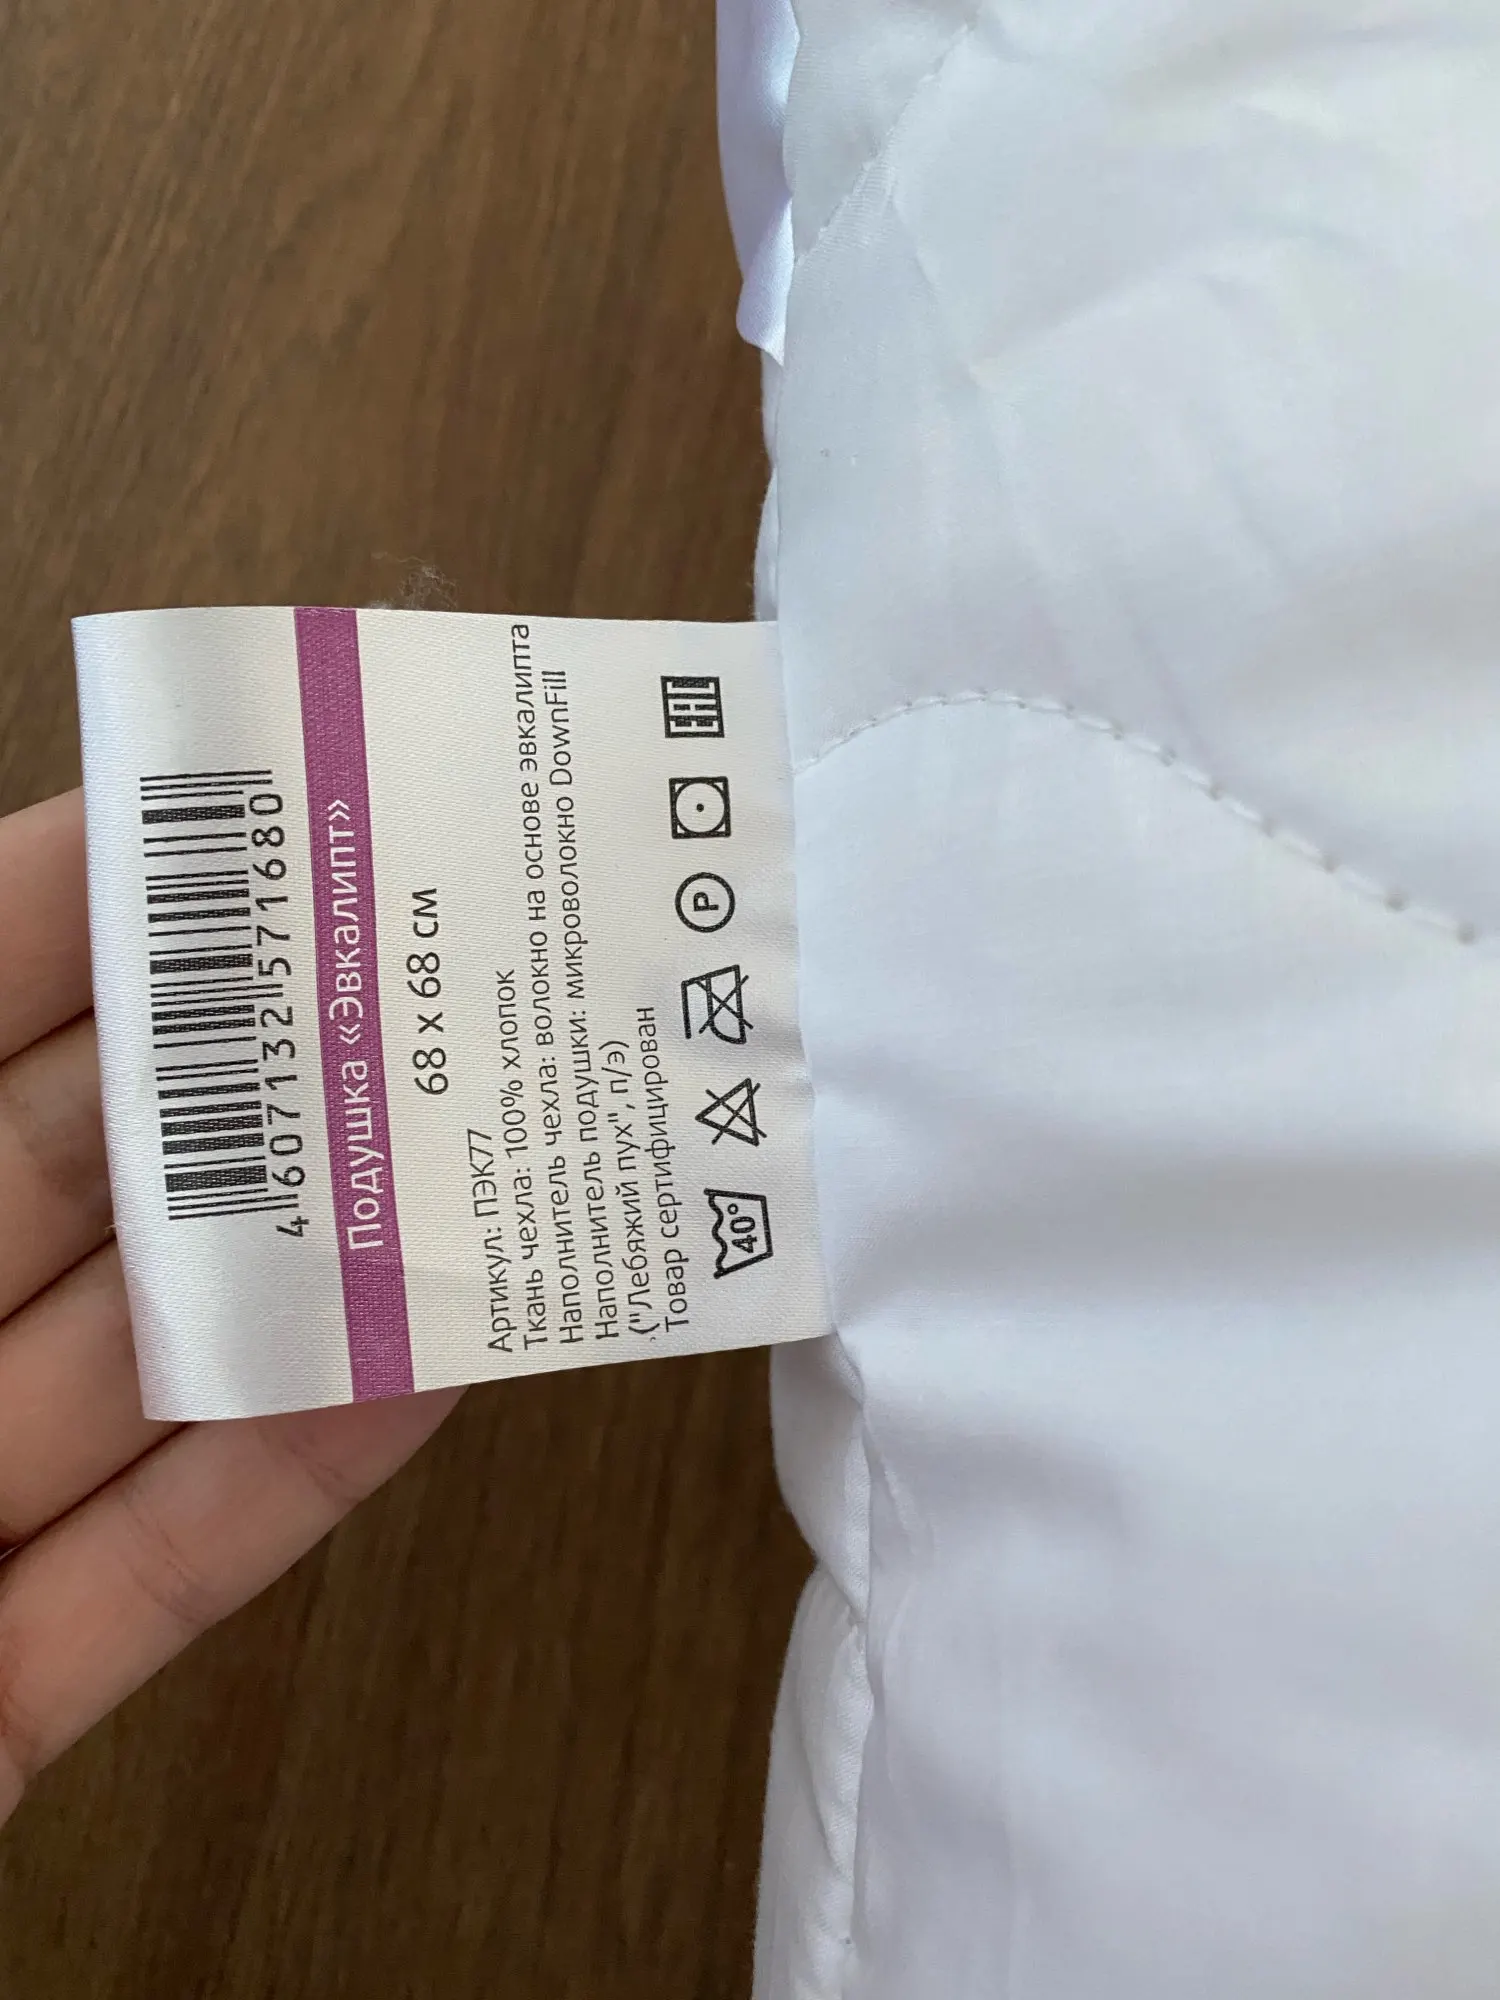 4 607132 571680
Подушка «Эвкалипт»
68 х 68 см
Артикул: ПЭК77
Ткань чехла: 100% хлопок
Наполнитель чехла: волокно на основе эвкалипта
Наполнитель подушки: микроволокно DownFill
("Лебяжий пух", п/э)
Товар сертифицирован
40° P EAC